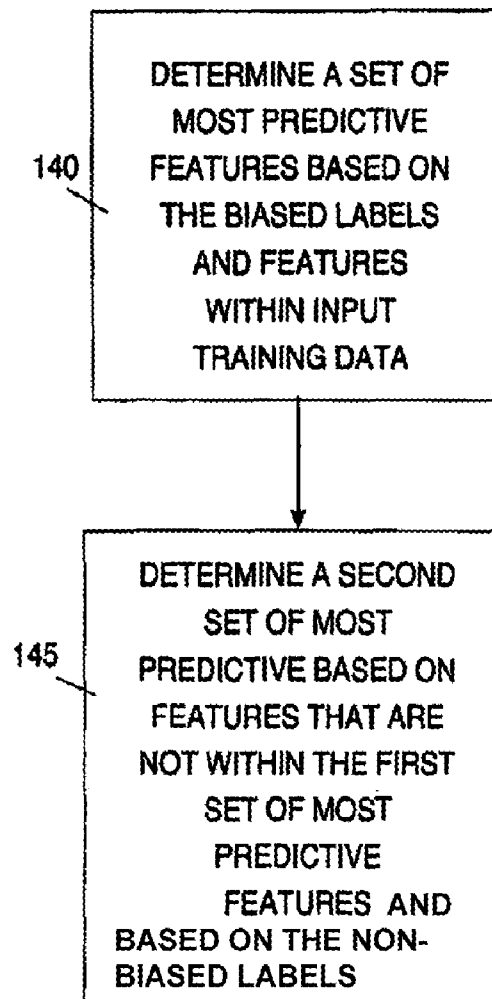 DETERMINE A SET OF
MOST PREDICTIVE
140
FEATURES BASED ON
THE BIASED LABELS
AND FEATURES
WITHIN INPUT
TRAINING DATA
DETERMINE A SECOND
SET OF MOST
145
PREDICTIVE BASED ON
FEATURES THAT ARE
NOT WITHIN THE FIRST
SET OF MOST
PREDICTIVE
FEATURES AND
BASED ON THE NON-
BIASED LABELS